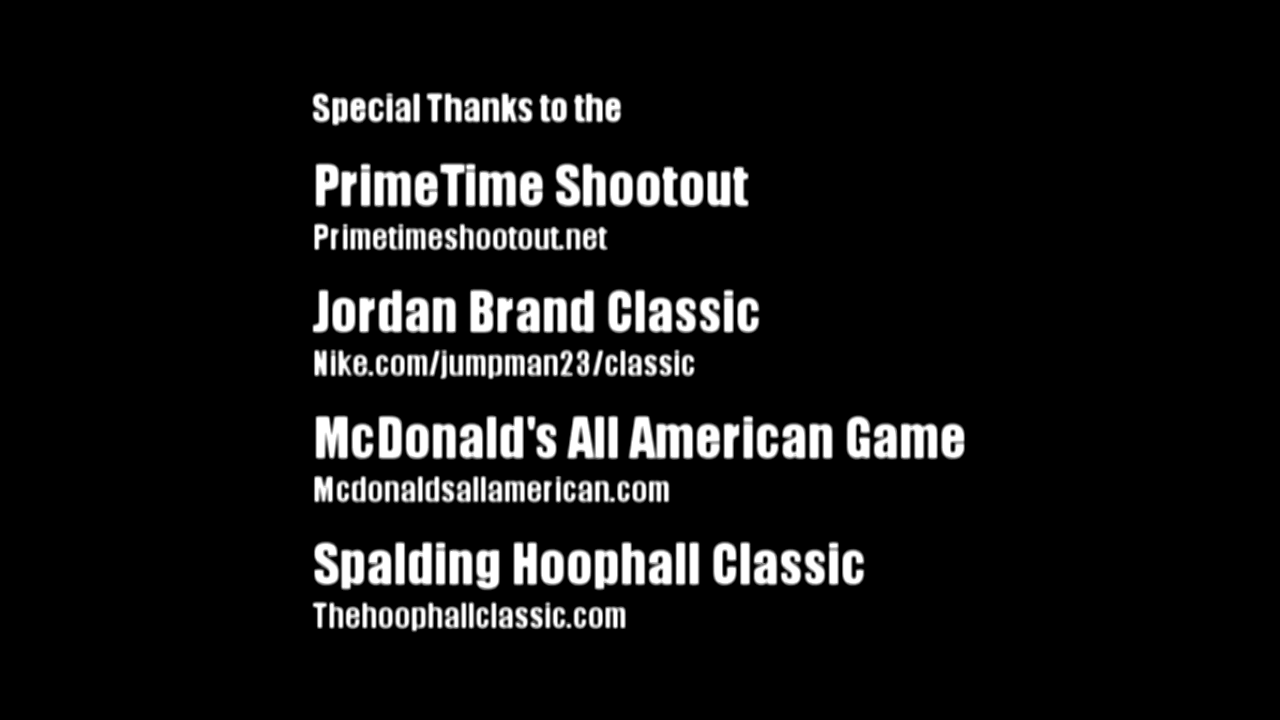 Special Thanks to the
PrimeTime Shootout
Primetimeshootout.net
Jordan Brand Classic
Nike.com/jumpman23/classic
McDonald's All American Game
Mcdonaldsallamerican.com
Spalding Hoophall Classic
Thehoophallclassic.com